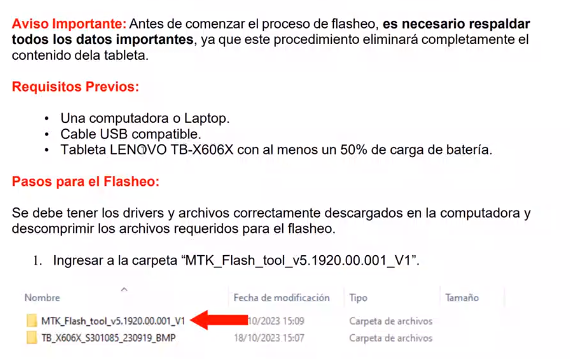 Aviso Importante: Antes de comenzar el proceso de flasheo, es necesario respaldar
todos los datos importantes, ya que este procedimiento eliminará completamente el
contenido dela tableta.
Requisitos Previos:
• Una computadora o Laptop.
• Cable USB compatible.
• Tableta LENOVO TB-X606X con al menos un 50% de carga de batería.
Pasos para el Flasheo:
Se debe tener los drivers y archivos correctamente descargados en la computadora y
descomprimir los archivos requeridos para el flasheo.
1. Ingresar a la carpeta “MTK_Flash_tool_v5.1920.00.001_V1”.
Nombre Fecha de modificación Tipo Tamaño
MTK_Flash_tool_v5.1920.00.001_V1 10/2023 15:09 Carpeta de archivos
TB_X606X_S301085_230919_BMP 18/10/2023 15:07 Carpeta de archivos